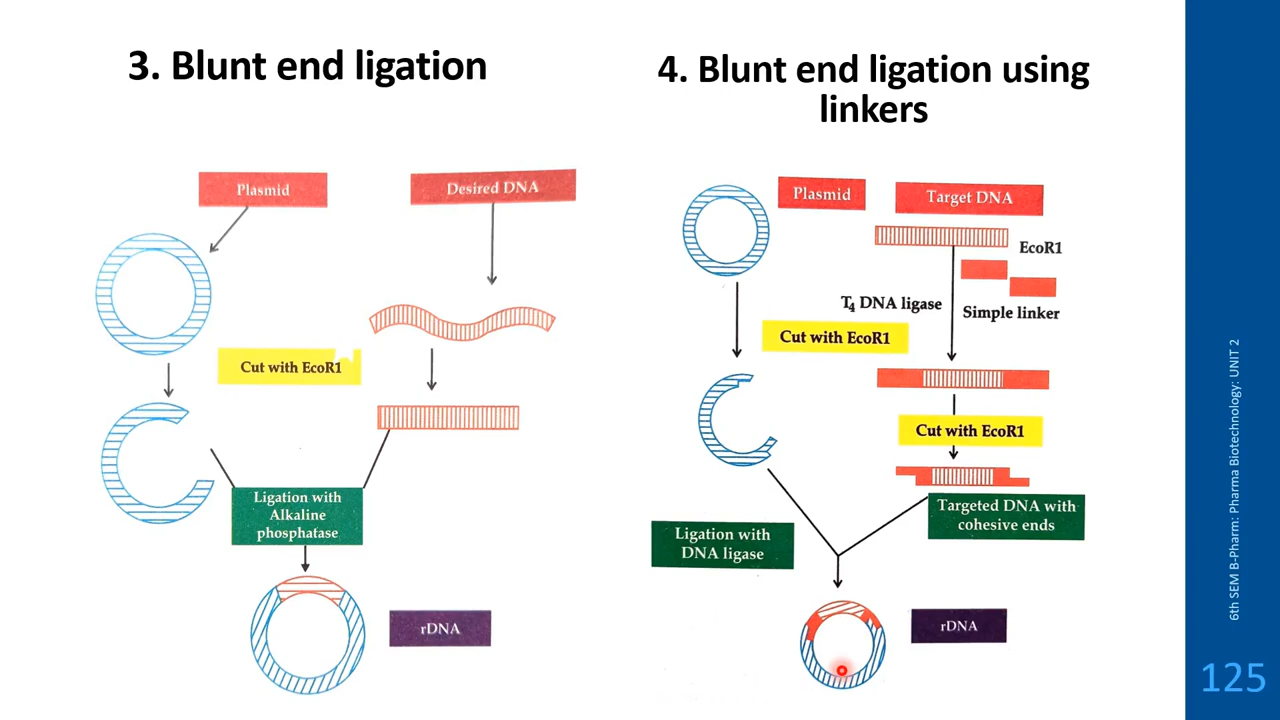 3. Blunt end ligation
Plasmid
Desired DNA
Cut with EcoR1
Ligation with
Alkaline
phosphatase
rDNA
4. Blunt end ligation using
linkers
Plasmid
Target DNA
EcoR1
T4 DNA ligase
Simple linker
Cut with EcoR1
Cut with EcoR1
Targeted DNA with
cohesive ends
Ligation with
DNA ligase
rDNA
6th SEM B-Pharm: Pharma Biotechnology: UNIT 2
125